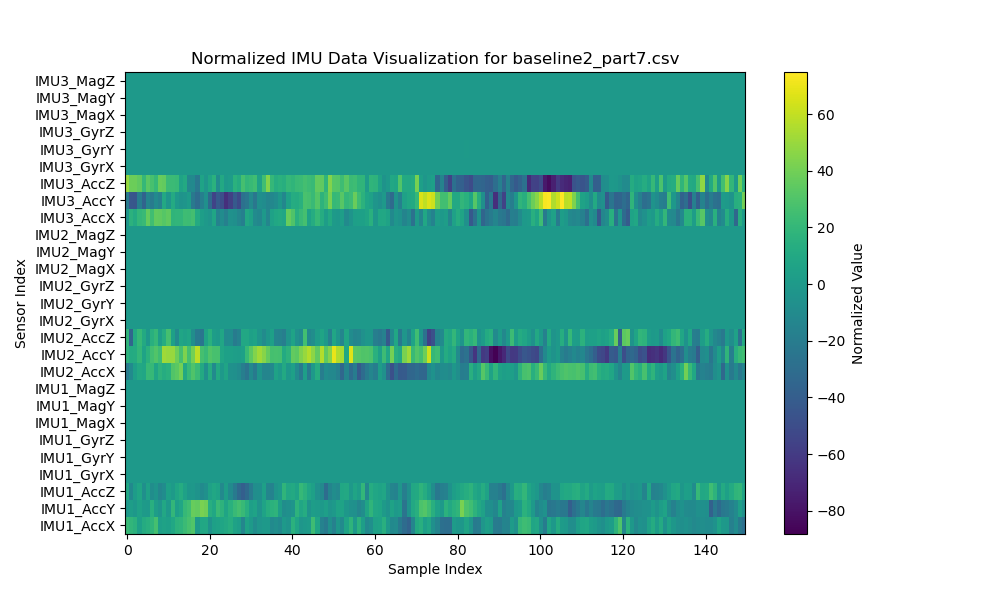 Normalized IMU Data Visualization for baseline2_part7.csv
IMU3_MagZ
IMU3_MagY
IMU3_MagX
IMU3_GyrZ
IMU3_GyrY
IMU3_GyrX
IMU3_AccZ
IMU3_AccY
IMU3_AccX
IMU2_MagZ
IMU2_MagY
IMU2_MagX
IMU2_GyrZ
IMU2_GyrY
IMU2_GyrX
IMU2_AccZ
IMU2_AccY
IMU2_AccX
IMU1_MagZ
IMU1_MagY
IMU1_MagX
IMU1_GyrZ
IMU1_GyrY
IMU1_GyrX
IMU1_AccZ
IMU1_AccY
IMU1_AccX
Sensor Index
0 20 40 60 80 100 120 140
Sample Index
60
40
20
0
−20
−40
−60
−80
Normalized Value